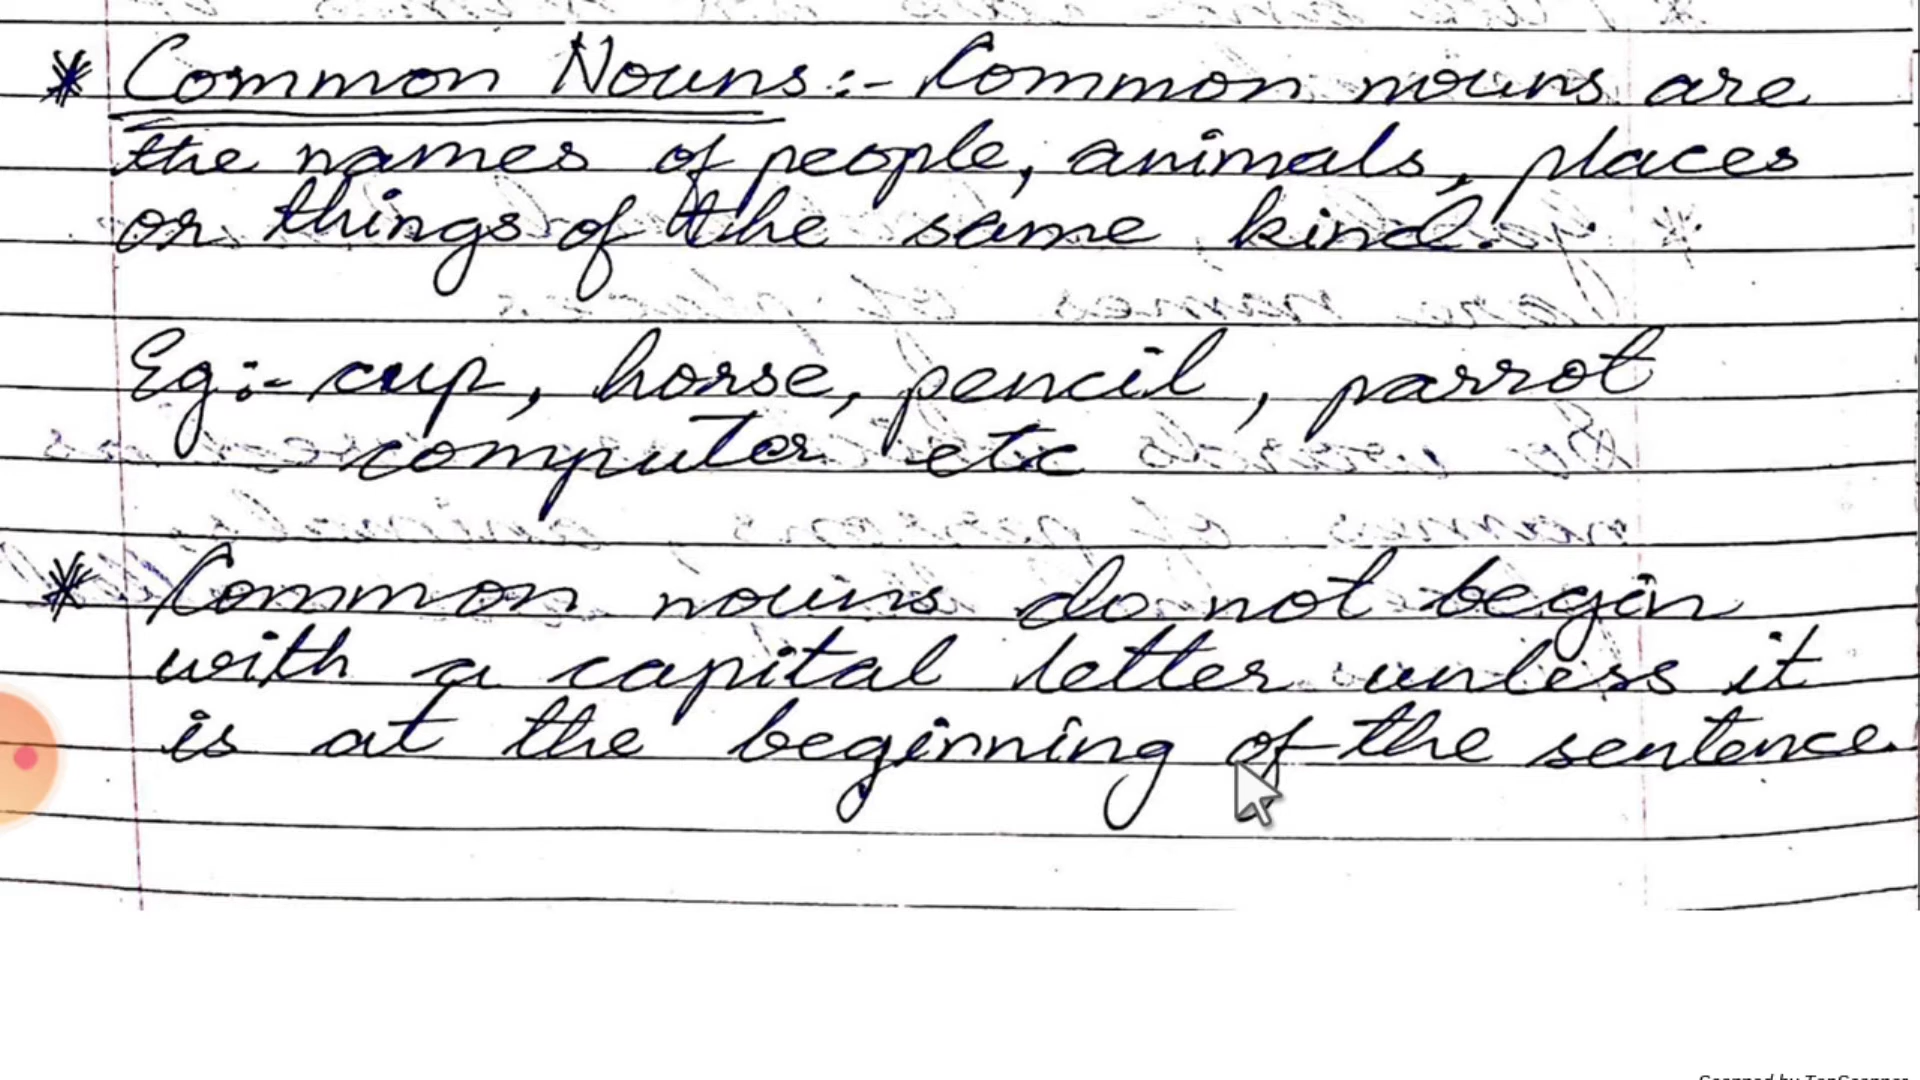 * Common Nouns :- Common nouns are
the names of people, animals, places
or things of the same kind.
Eg:- cup, horse, pencil, parrot
computer etc
* Common nouns do not begin
with a capital letter unless it
is at the beginning of the sentence.